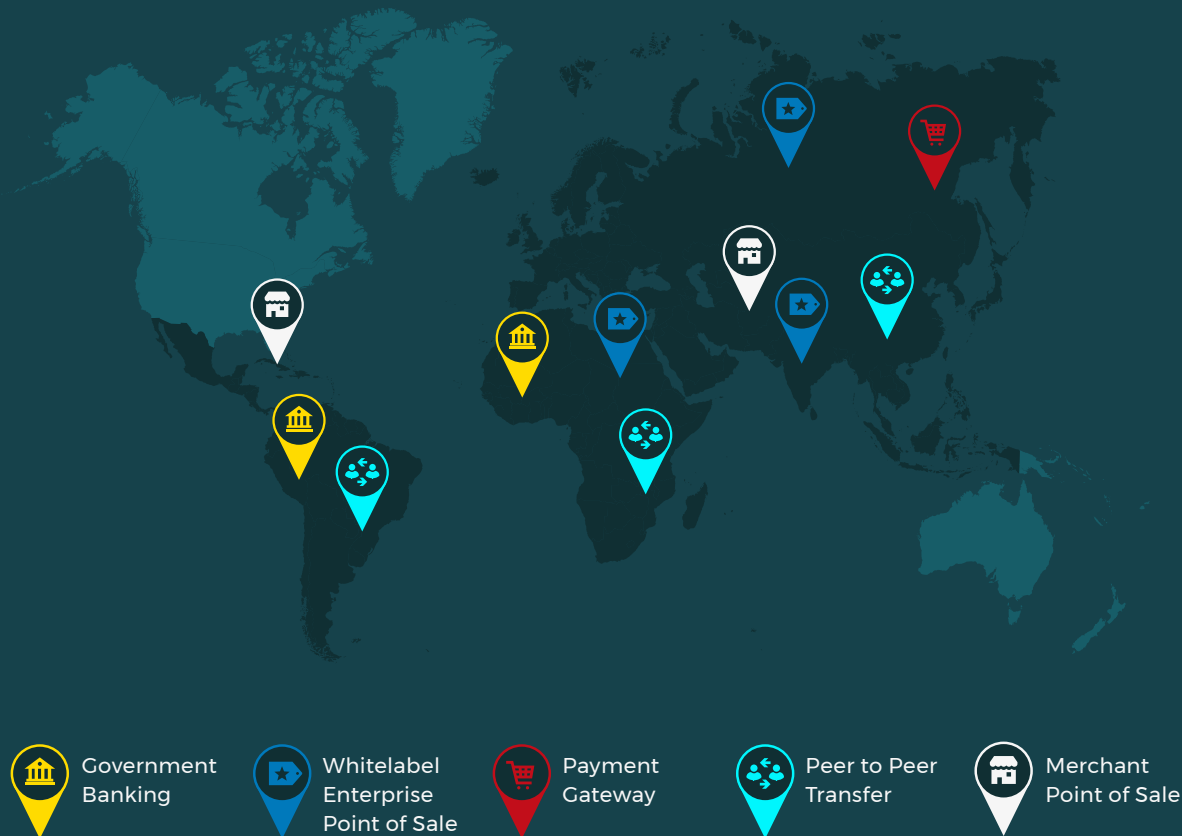 Government
Banking
Whitelabel
Enterprise
Point of Sale
Payment
Gateway
Peer to Peer
Transfer
Merchant
Point of Sale